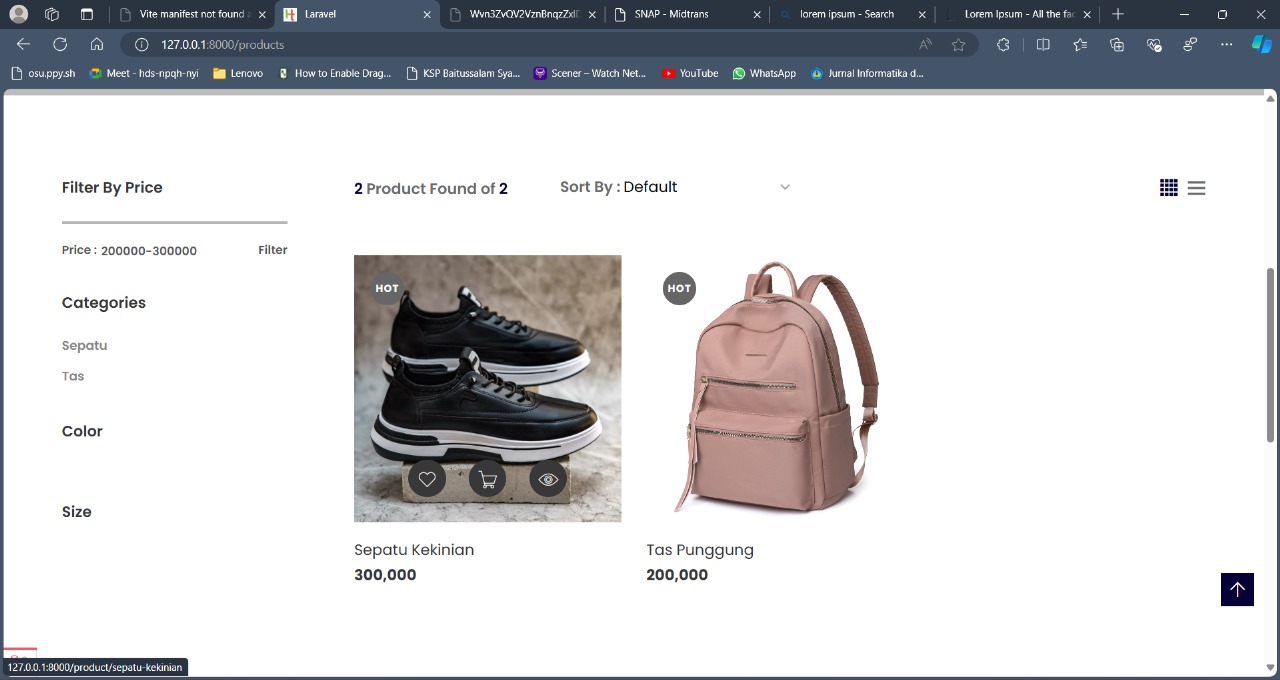 Vite manifest not found a
Laravel
Wvn3ZvQV2VznBnqzZxlD
SNAP - Midtrans
lorem ipsum - Search
Lorem Ipsum - All the fac
127.0.0.1:8000/products
osu.ppy.sh
Meet - hds-npqh-nyi
Lenovo
How to Enable Drag...
KSP Baitussalam Sya...
Scener – Watch Net...
YouTube
WhatsApp
Jurnal Informatika d...
Filter By Price
2 Product Found of 2
Sort By : Default
Price : 200000-300000
Filter
Categories
Sepatu
Tas
Color
Size
HOT
HOT
Sepatu Kekinian
300,000
Tas Punggung
200,000
127.0.0.1:8000/product/sepatu-kekinian